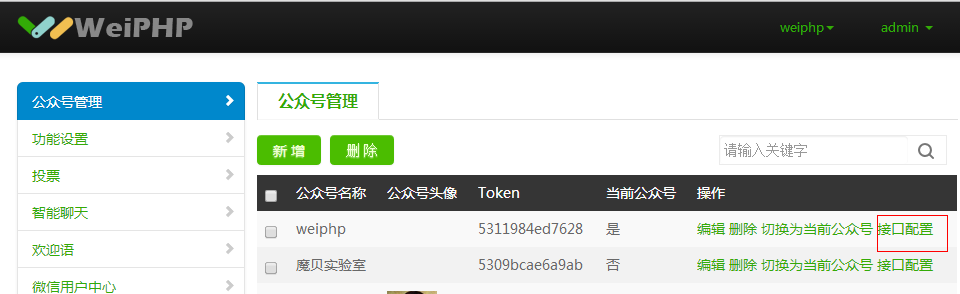 WeiPHP
weiphp
admin
公众号管理
功能设置
投票
智能聊天
欢迎语
微信用户中心
公众号管理
新 增 删 除
请输入关键字
公众号名称 公众号头像 Token 当前公众号 操作
weiphp 5311984ed7628 是 编辑 删除 切换为当前公众号 接口配置
魔贝实验室 5309bcae6a9ab 否 编辑 删除 切换为当前公众号 接口配置